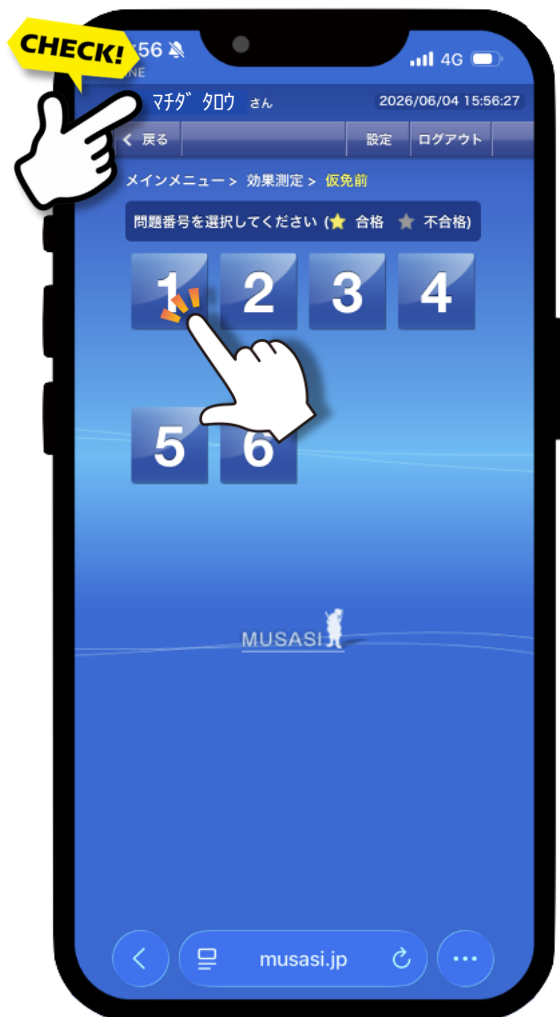 CHECK!
:56
4G
NE
マチダ タロウ さん 2026/06/04 15:56:27
戻る 設定 ログアウト
メインメニュー > 効果測定 > 仮免前
問題番号を選択してください (★ 合格 ★ 不合格)
1 2 3 4
5 6
MUSASI
musasi.jp